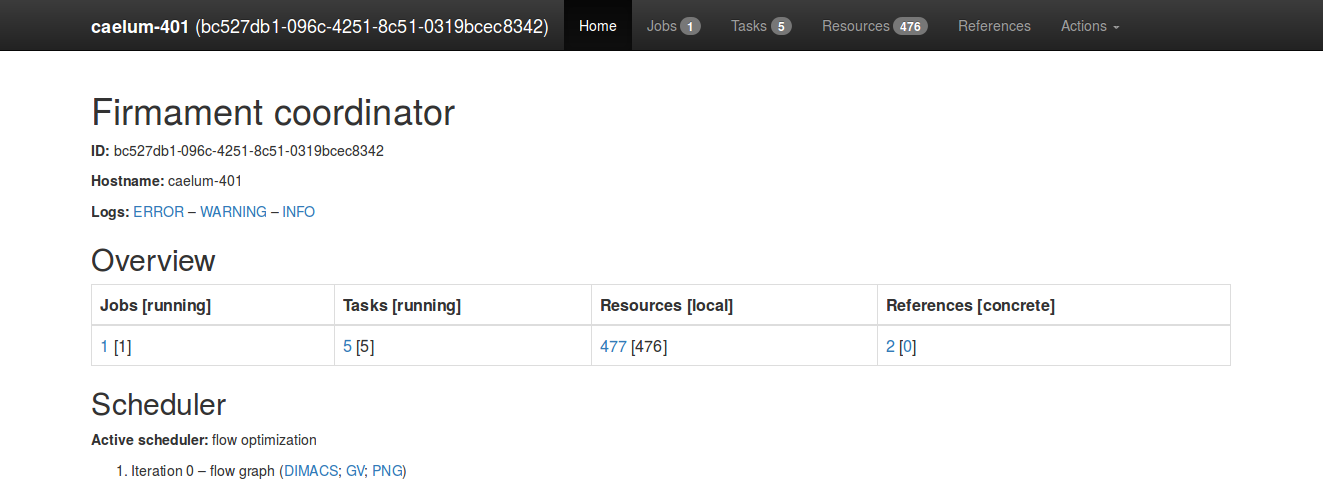 caelum-401 (bc527db1-096c-4251-8c51-0319bcec8342) Home Jobs 1 Tasks 5 Resources 476 References Actions
Firmament coordinator
ID: bc527db1-096c-4251-8c51-0319bcec8342
Hostname: caelum-401
Logs: ERROR – WARNING – INFO
Overview
Jobs [running] Tasks [running] Resources [local] References [concrete]
1 [1] 5 [5] 477 [476] 2 [0]
Scheduler
Active scheduler: flow optimization
1. Iteration 0 – flow graph (DIMACS; GV; PNG)